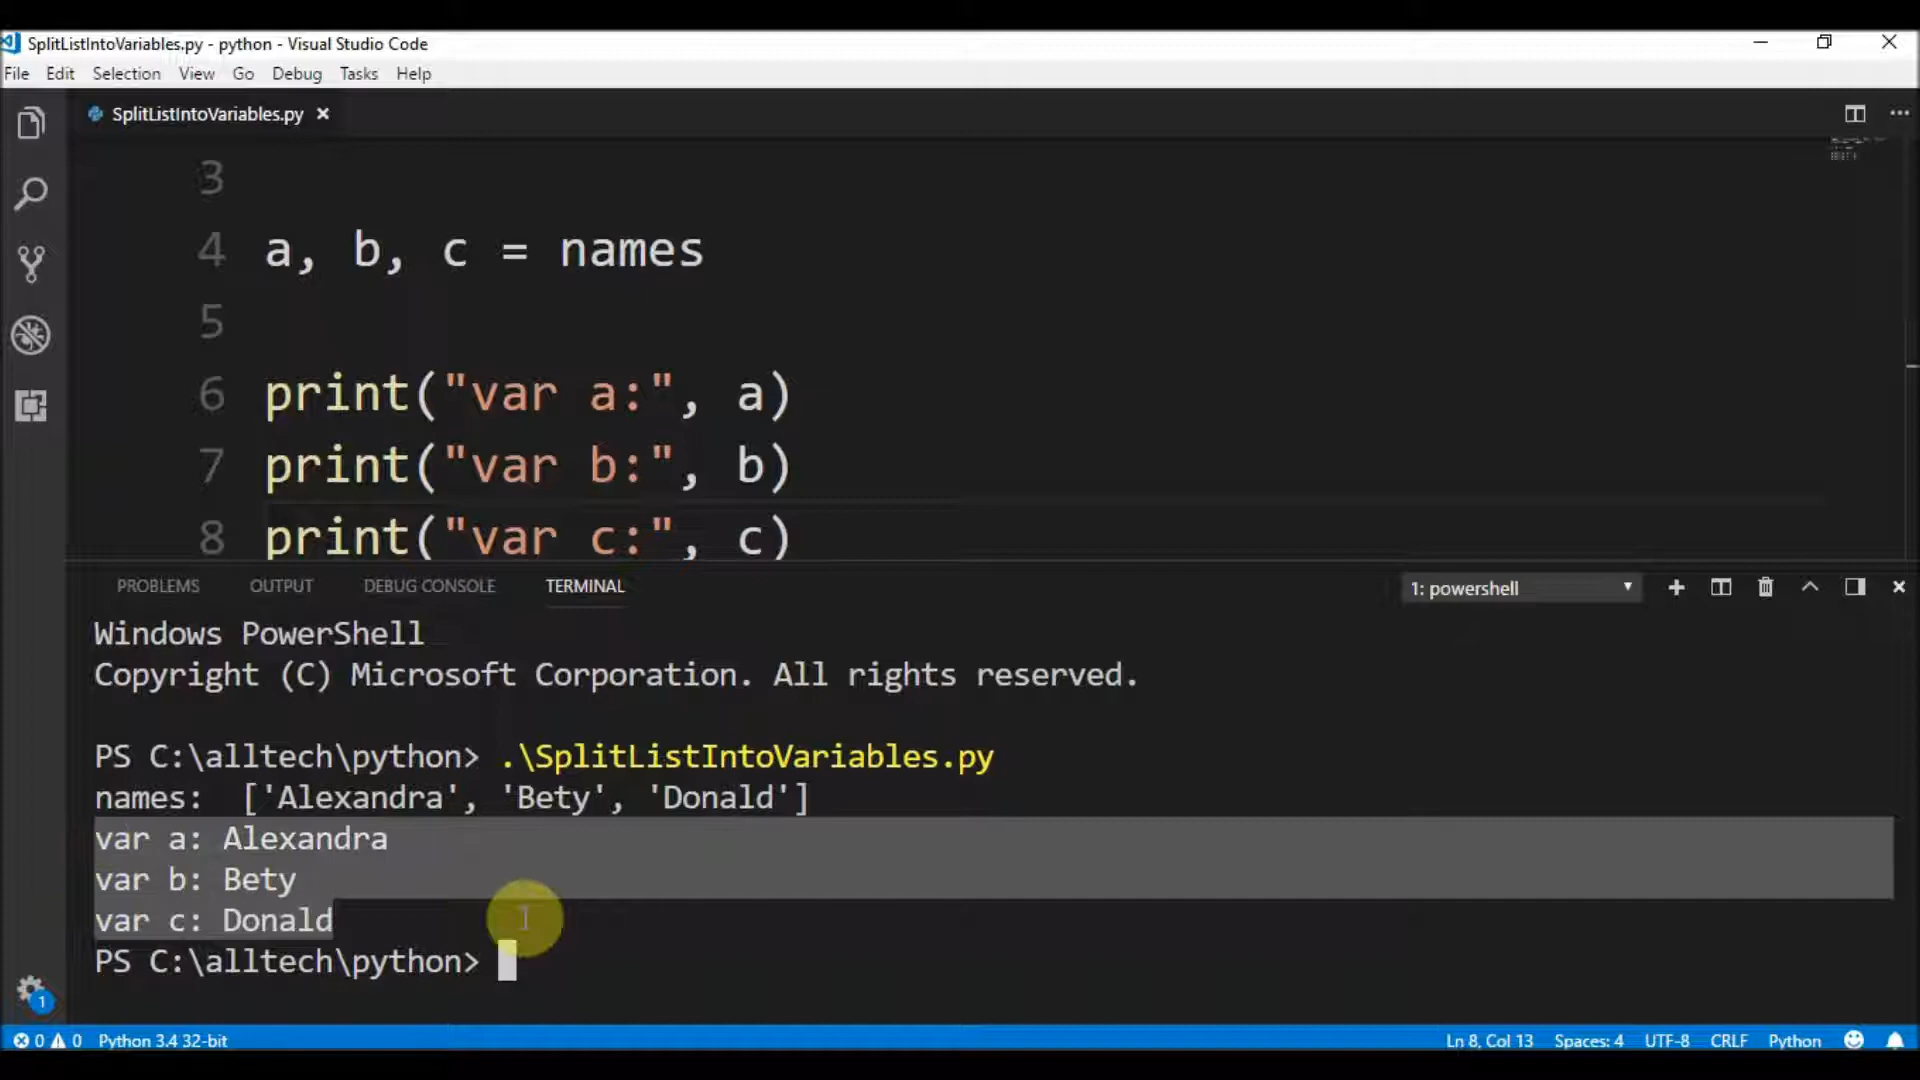 SplitListIntoVariables.py - python - Visual Studio Code
File Edit Selection View Go Debug Tasks Help
SplitListIntoVariables.py
3
4 a, b, c = names
5
6 print("var a:", a)
7 print("var b:", b)
8 print("var c:", c)
PROBLEMS OUTPUT DEBUG CONSOLE TERMINAL 1: powershell
Windows PowerShell
Copyright (C) Microsoft Corporation. All rights reserved.
PS C:\alltech\python> .\SplitListIntoVariables.py
names:  ['Alexandra', 'Bety', 'Donald']
var a: Alexandra
var b: Bety
var c: Donald
PS C:\alltech\python>
1
0 0 Python 3.4 32-bit Ln 8, Col 13 Spaces: 4 UTF-8 CRLF Python